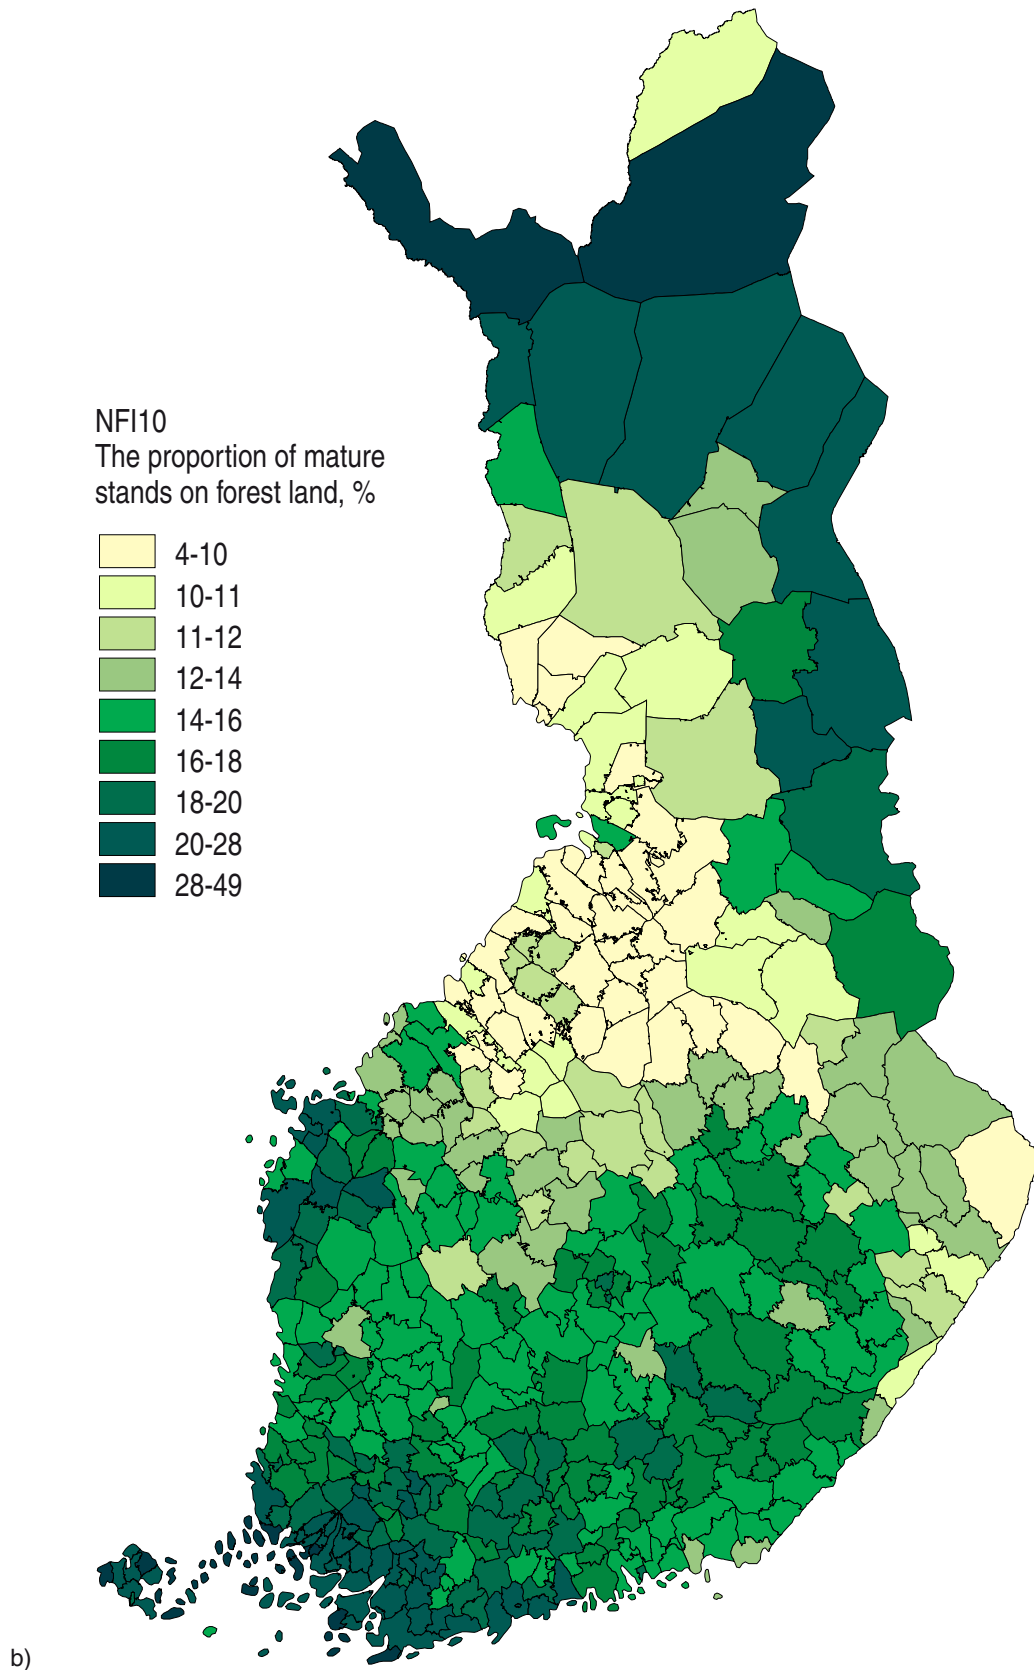 NFI10
The proportion of mature
stands on forest land, %
4-10
10-11
11-12
12-14
14-16
16-18
18-20
20-28
28-49
b)